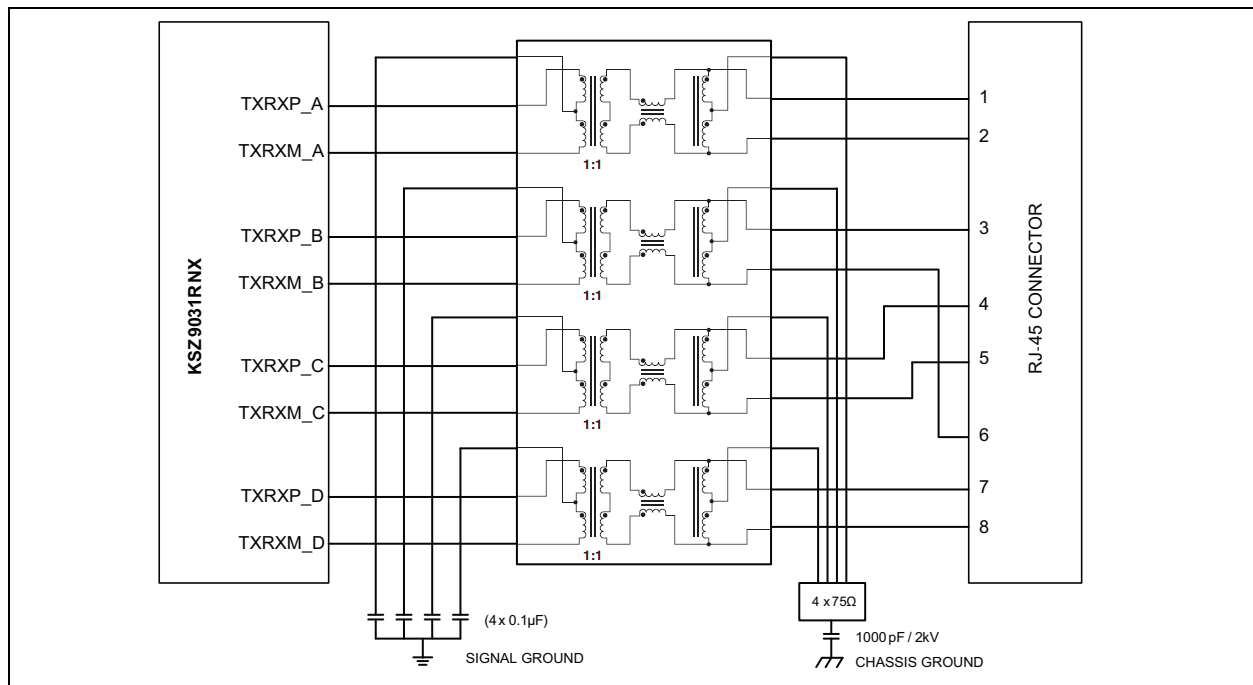 KSZ9031RNX
TXRXP_A
TXRXM_A
TXRXP_B
TXRXM_B
TXRXP_C
TXRXM_C
TXRXP_D
TXRXM_D
1:1
1:1
1:1
1:1
1
2
3
4
5
6
7
8
RJ-45 CONNECTOR
(4 x 0.1µF)
SIGNAL GROUND
4 x 75Ω
1000 pF / 2kV
CHASSIS GROUND